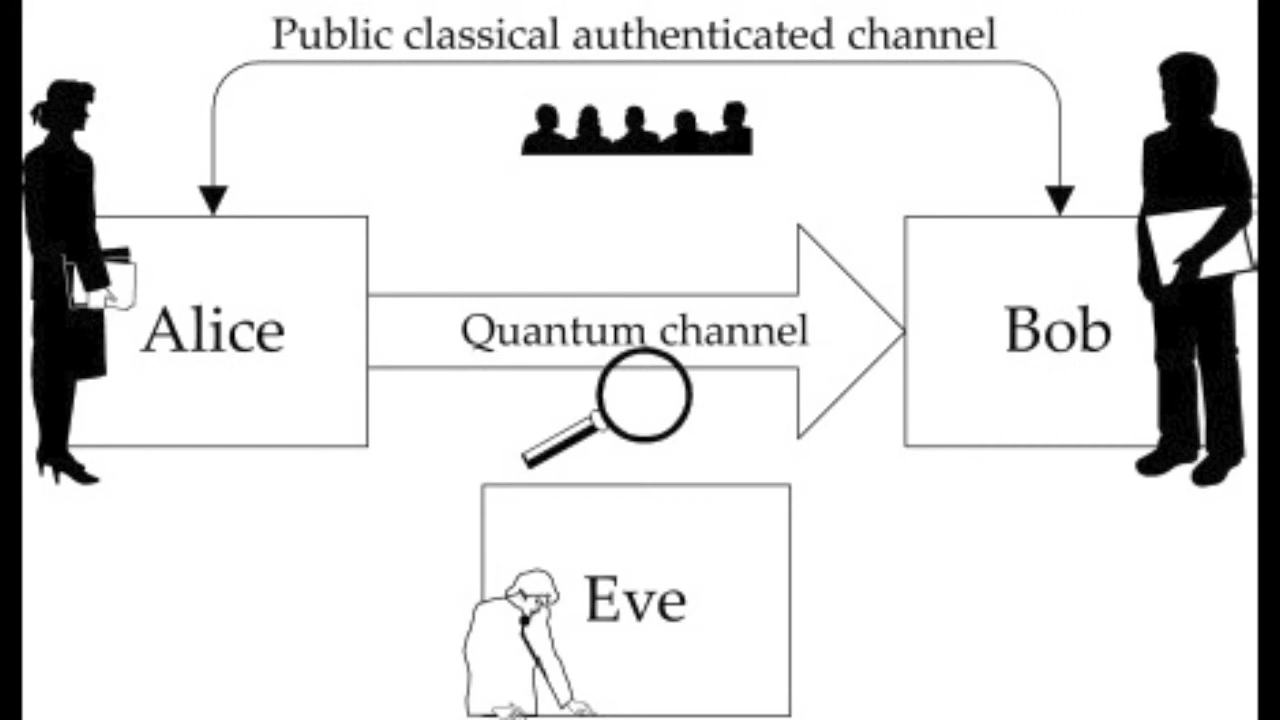 Public classical authenticated channel
Alice
Quantum channel
Bob
Eve